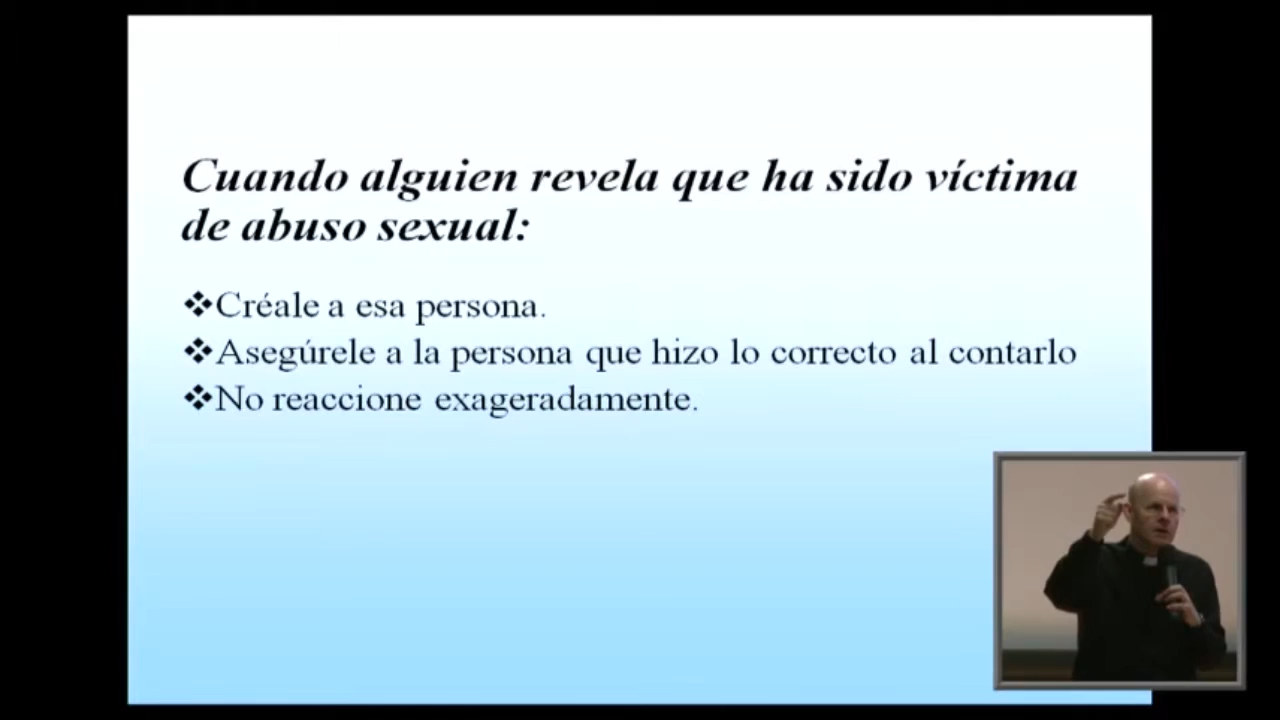 Cuando alguien revela que ha sido víctima
de abuso sexual:
❖Créale a esa persona.
❖Asegúrele a la persona que hizo lo correcto al contarlo
❖No reaccione exageradamente.